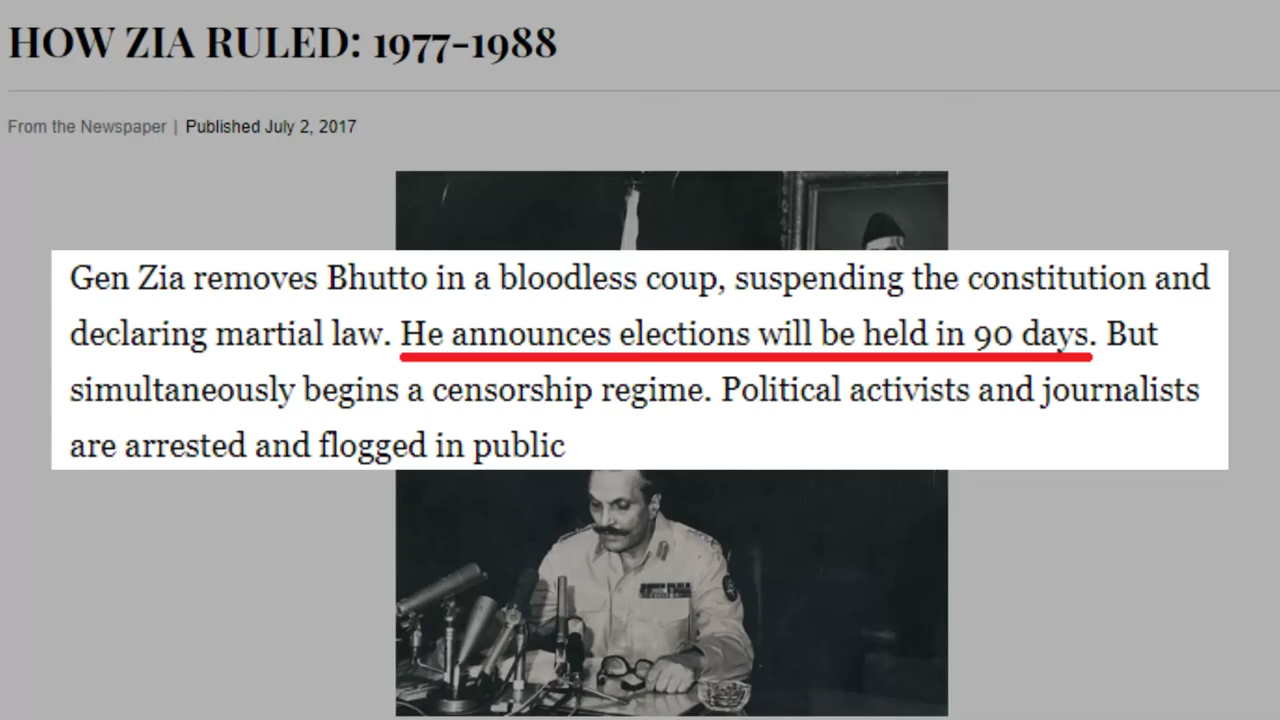 HOW ZIA RULED: 1977-1988
From the Newspaper | Published July 2, 2017
Gen Zia removes Bhutto in a bloodless coup, suspending the constitution and
declaring martial law. He announces elections will be held in 90 days. But
simultaneously begins a censorship regime. Political activists and journalists
are arrested and flogged in public